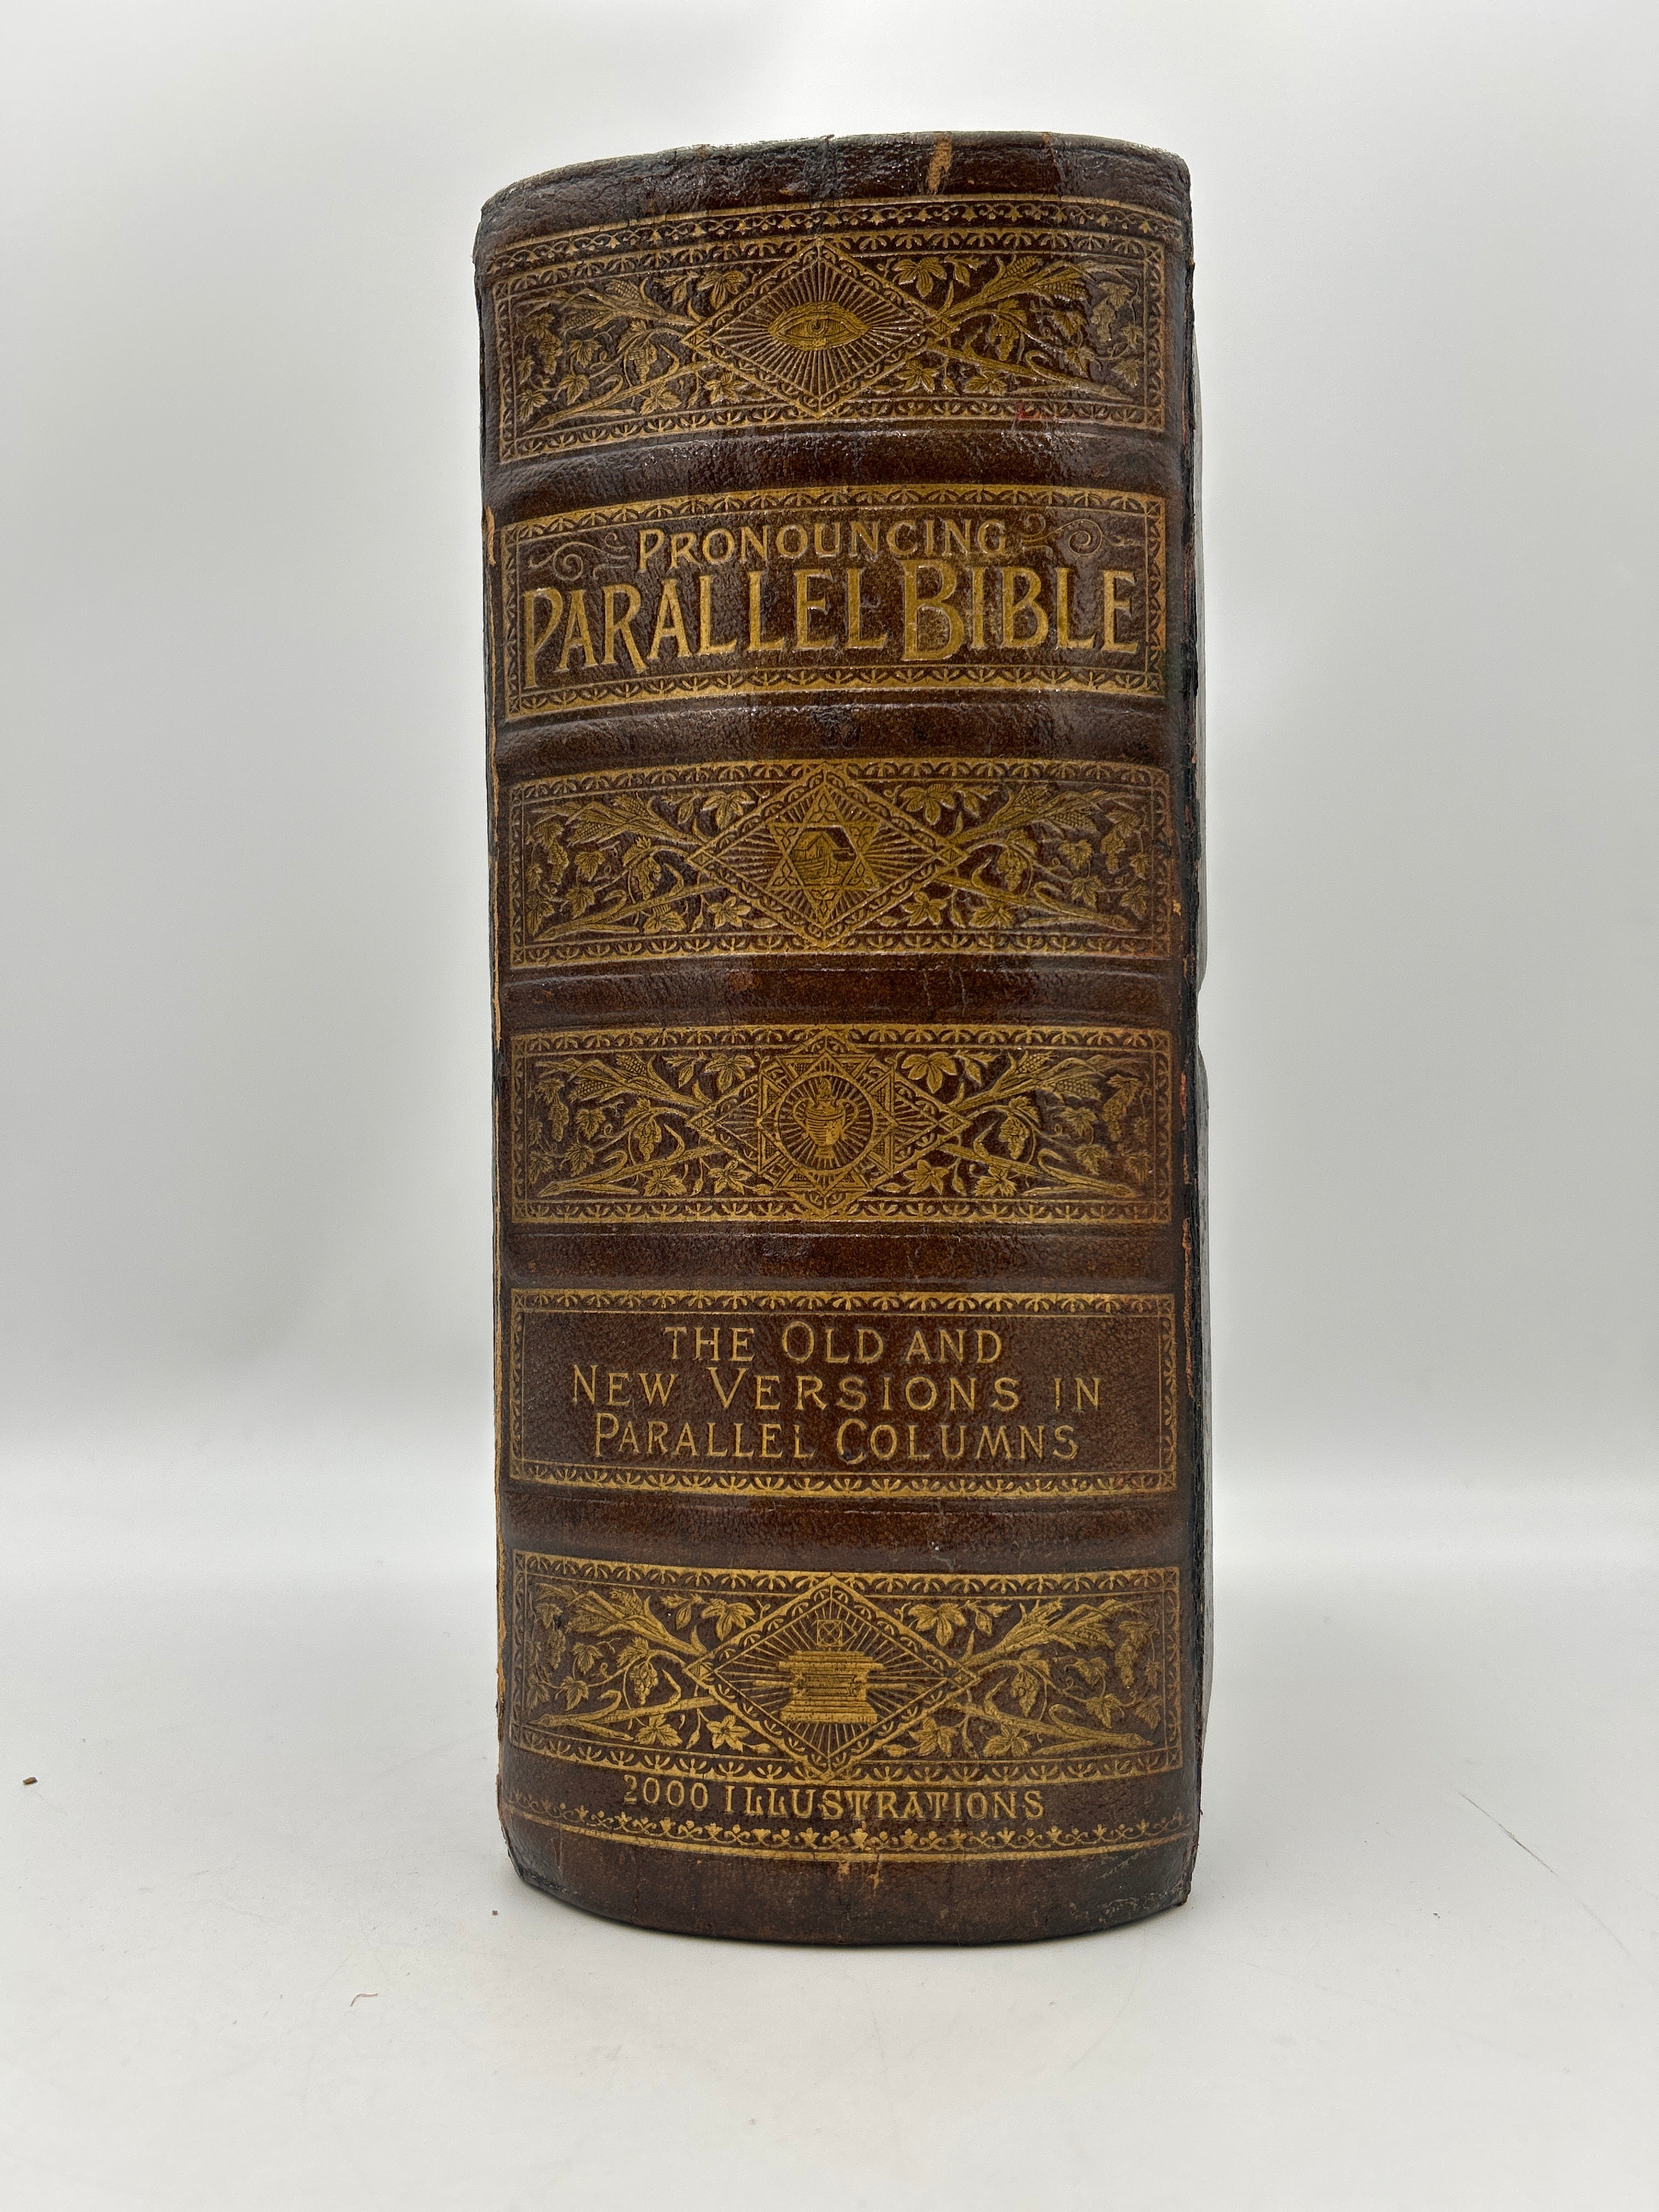 PRONOUNCING
PARALLEL BIBLE
THE OLD AND
NEW VERSIONS IN
PARALLEL COLUMNS
2000 ILLUSTRATIONS